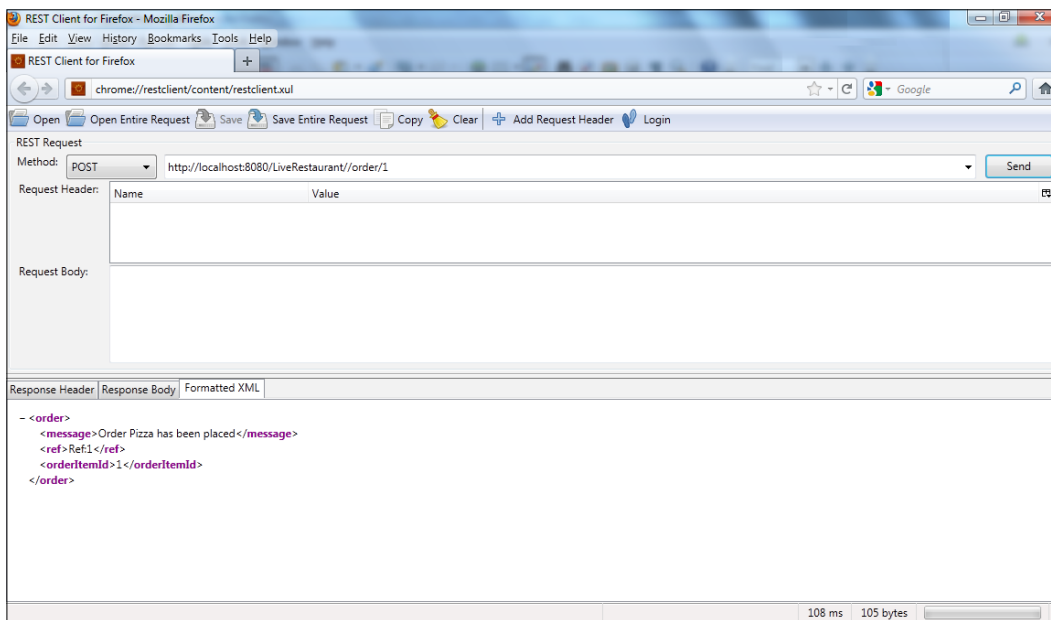 REST Client for Firefox - Mozilla Firefox
File Edit View History Bookmarks Tools Help
REST Client for Firefox
chrome://restclient/content/restclient.xul
Google
Open Open Entire Request Save Save Entire Request Copy Clear Add Request Header Login
REST Request
Method: POST http://localhost:8080/LiveRestaurant//order/1 Send
Request Header: Name Value
Request Body:
Response Header Response Body Formatted XML
– <order>
<message>Order Pizza has been placed</message>
<ref>Ref:1</ref>
<orderItemId>1</orderItemId>
</order>
108 ms 105 bytes